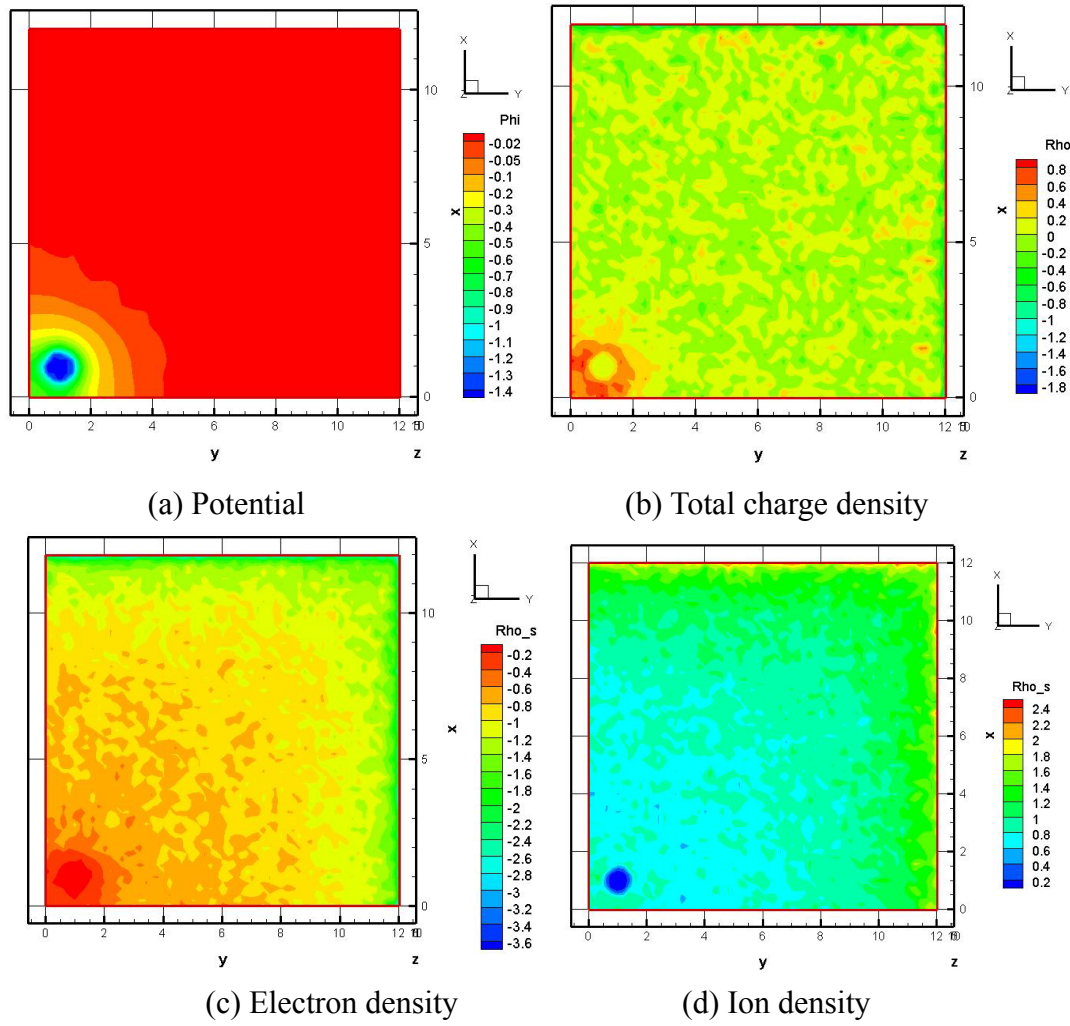 X
Z
Y
Phi
-0.02
-0.05
-0.1
-0.2
-0.3
-0.4
-0.5
-0.6
-0.7
-0.8
-0.9
-1
-1.1
-1.2
-1.3
-1.4
x
10
5
0
0 2 4 6 8 10 12
y
z
(a) Potential
X
Z
Y
Rho
0.8
0.6
0.4
0.2
0
-0.2
-0.4
-0.6
-0.8
-1
-1.2
-1.4
-1.6
-1.8
x
10
5
0
0 2 4 6 8 10 12
y
z
(b) Total charge density
X
Z
Y
Rho_s
-0.2
-0.4
-0.6
-0.8
-1
-1.2
-1.4
-1.6
-1.8
-2
-2.2
-2.4
-2.6
-2.8
-3
-3.2
-3.4
-3.6
x
10
5
0
0 2 4 6 8 10 12
y
z
(c) Electron density
X
Z
Y
Rho_s
2.4
2.2
2
1.8
1.6
1.4
1.2
1
0.8
0.6
0.4
0.2
x
12
10
8
6
4
2
0
0 2 4 6 8 10 12
y
z
(d) Ion density